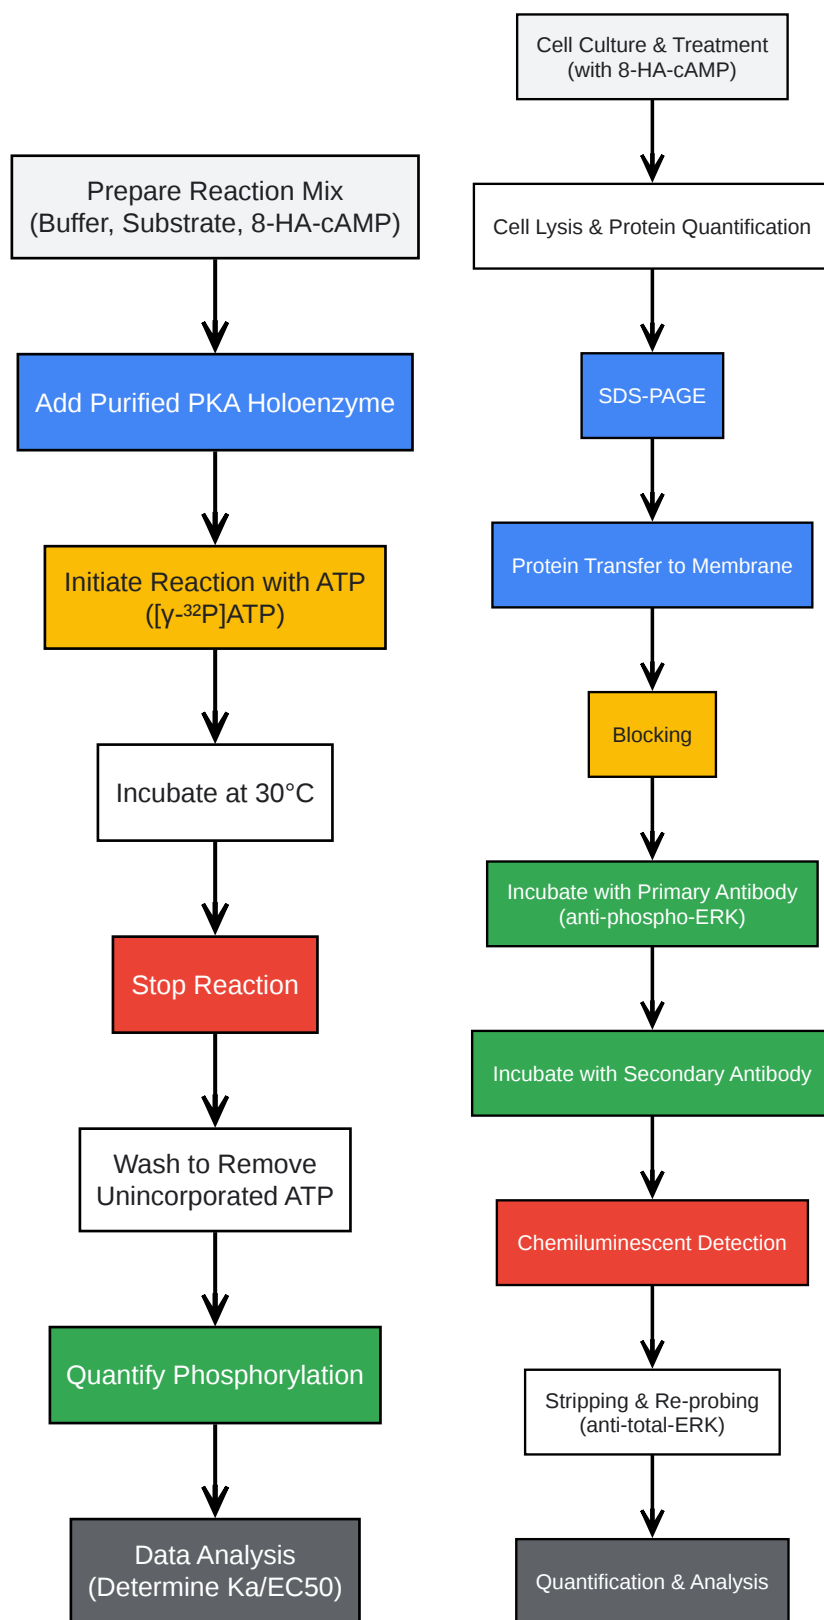 Prepare Reaction Mix
(Buffer, Substrate, 8-HA-cAMP)
Add Purified PKA Holoenzyme
Initiate Reaction with ATP
([γ-³²P]ATP)
Incubate at 30°C
Stop Reaction
Wash to Remove
Unincorporated ATP
Quantify Phosphorylation
Data Analysis
(Determine Ka/EC50)
Cell Culture & Treatment
(with 8-HA-cAMP)
Cell Lysis & Protein Quantification
SDS-PAGE
Protein Transfer to Membrane
Blocking
Incubate with Primary Antibody
(anti-phospho-ERK)
Incubate with Secondary Antibody
Chemiluminescent Detection
Stripping & Re-probing
(anti-total-ERK)
Quantification & Analysis